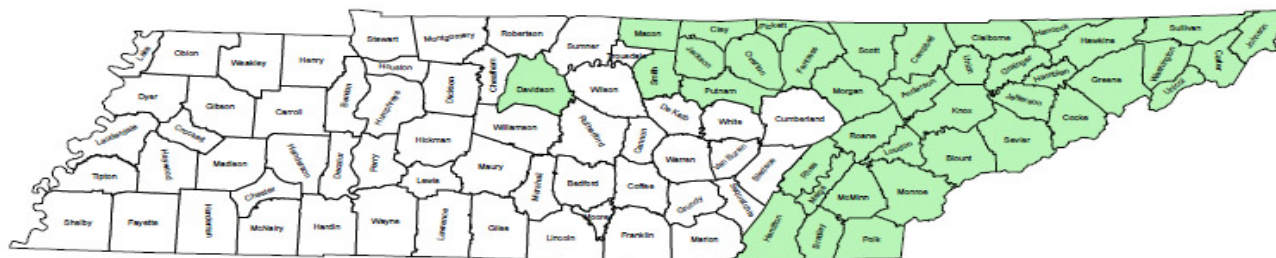 Lake
Obion
Weakley
Henry
Stewart
Montgomery
Robertson
Sumner
Macon
Clay
Pickett
Scott
Campbell
Claiborne
Hancock
Hawkins
Sullivan
Johnson
Carter
Washington
Unicoi
Greene
Hamblen
Grainger
Union
Anderson
Morgan
Fentress
Overton
Jackson
Putnam
Smith
Wilson
Davidson
Cheatham
Dickson
Houston
Humphreys
Benton
Carroll
Gibson
Dyer
Lauderdale
Crockett
Haywood
Madison
Henderson
Decatur
Perry
Hickman
Williamson
Rutherford
Cannon
De Kalb
White
Cumberland
Roane
Loudon
Knox
Jefferson
Cocke
Sevier
Blount
Monroe
McMinn
Meigs
Rhea
Bledsoe
Van Buren
Warren
Coffee
Bedford
Marshall
Maury
Lewis
Chester
Tipton
Shelby
Fayette
Hardeman
McNairy
Hardin
Wayne
Lawrence
Giles
Lincoln
Moore
Franklin
Grundy
Marion
Sequatchie
Hamilton
Bradley
Polk